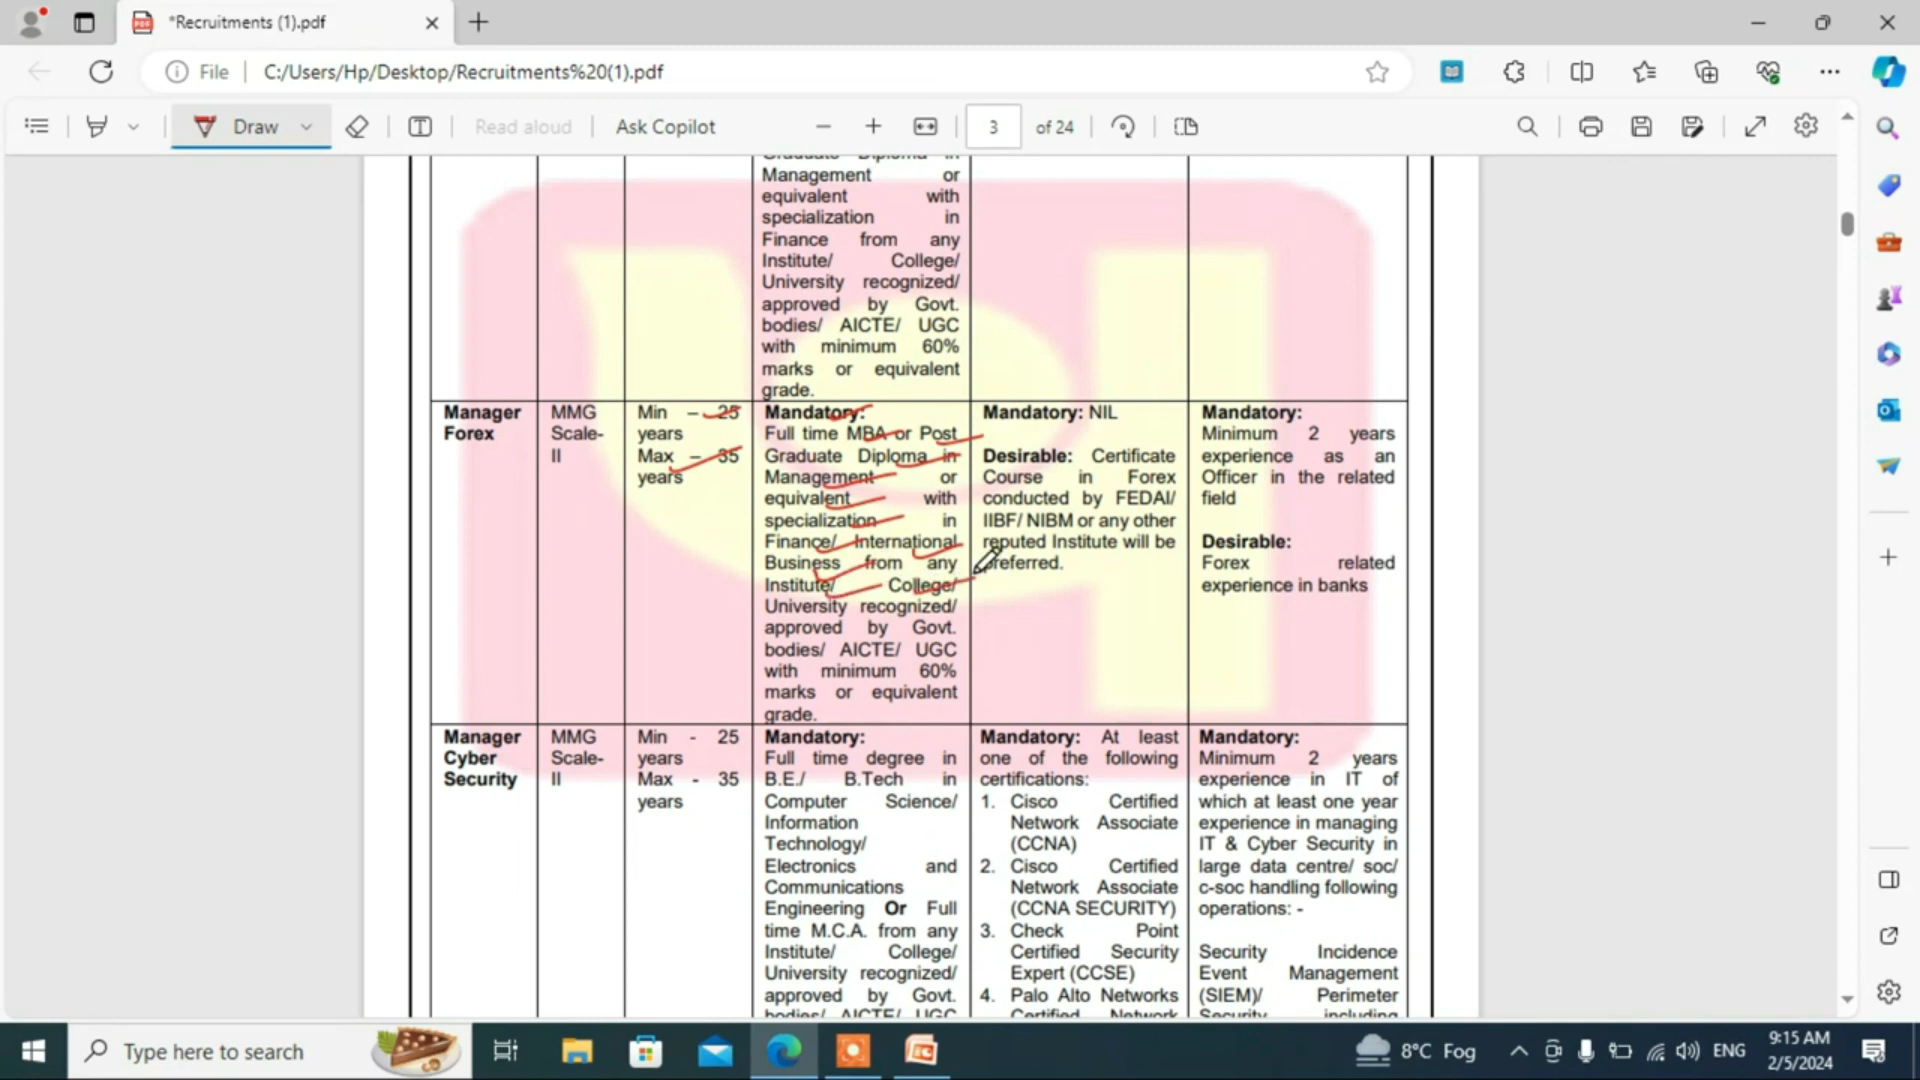 *Recruitments (1).pdf
File
C:/Users/Hp/Desktop/Recruitments%20(1).pdf
Draw
Read aloud
Ask Copilot
3
of 24
Graduate Diploma in
Management or
equivalent with
specialization in
Finance from any
Institute/ College/
University recognized/
approved by Govt.
bodies/ AICTE/ UGC
with minimum 60%
marks or equivalent
grade.
Manager
Forex
MMG
Scale-
II
Min – 25
years
Max – 35
years
Mandatory:
Full time MBA or Post
Graduate Diploma in
Management or
equivalent with
specialization in
Finance/ International
Business from any
Institute/ College/
University recognized/
approved by Govt.
bodies/ AICTE/ UGC
with minimum 60%
marks or equivalent
grade.
Mandatory: NIL
Desirable: Certificate
Course in Forex
conducted by FEDAI/
IIBF/ NIBM or any other
reputed Institute will be
preferred.
Mandatory:
Minimum 2 years
experience as an
Officer in the related
field
Desirable:
Forex related
experience in banks
Manager
Cyber
Security
MMG
Scale-
II
Min - 25
years
Max - 35
years
Mandatory:
Full time degree in
B.E./ B.Tech in
Computer Science/
Information
Technology/
Electronics and
Communications
Engineering Or Full
time M.C.A. from any
Institute/ College/
University recognized/
approved by Govt.
bodies/ AICTE/ UGC
Mandatory: At least
one of the following
certifications:
1. Cisco Certified
Network Associate
(CCNA)
2. Cisco Certified
Network Associate
(CCNA SECURITY)
3. Check Point
Certified Security
Expert (CCSE)
4. Palo Alto Networks
Certified Network
Mandatory:
Minimum 2 years
experience in IT of
which at least one year
experience in managing
IT & Cyber Security in
large data centre/ soc/
c-soc handling following
operations: -
Security Incidence
Event Management
(SIEM)/ Perimeter
Security including
Type here to search
8°C Fog
ENG
9:15 AM
2/5/2024